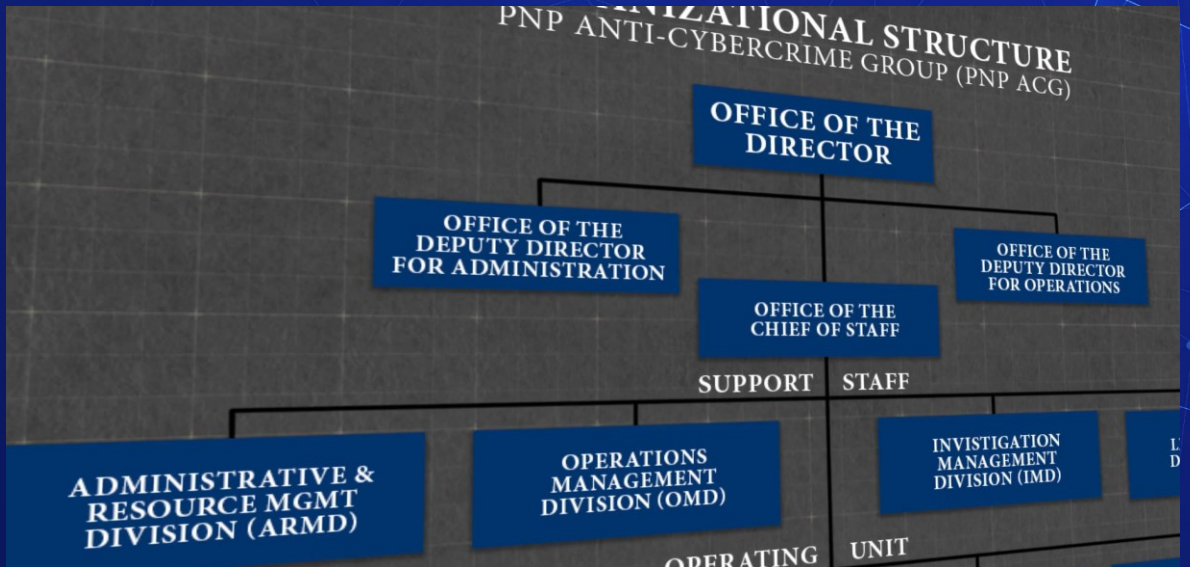 ANIZATIONAL STRUCTURE
PNP ANTI-CYBERCRIME GROUP (PNP ACG)
OFFICE OF THE
DIRECTOR
OFFICE OF THE
DEPUTY DIRECTOR
FOR ADMINISTRATION
OFFICE OF THE
DEPUTY DIRECTOR
FOR OPERATIONS
OFFICE OF THE
CHIEF OF STAFF
SUPPORT STAFF
ADMINISTRATIVE &
RESOURCE MGMT
DIVISION (ARMD)
OPERATIONS
MANAGEMENT
DIVISION (OMD)
INVISTIGATION
MANAGEMENT
DIVISION (IMD)
OPERATING UNIT